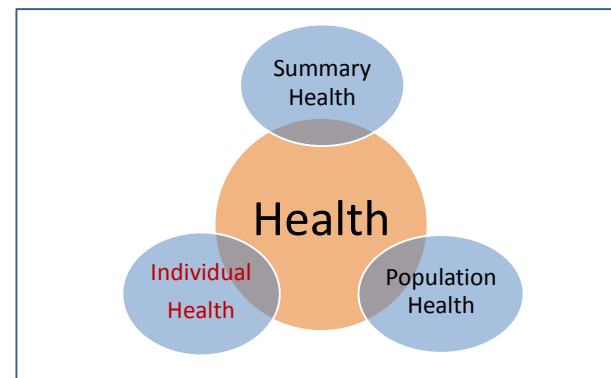 Summary
Health
Health
Individual
Health
Population
Health